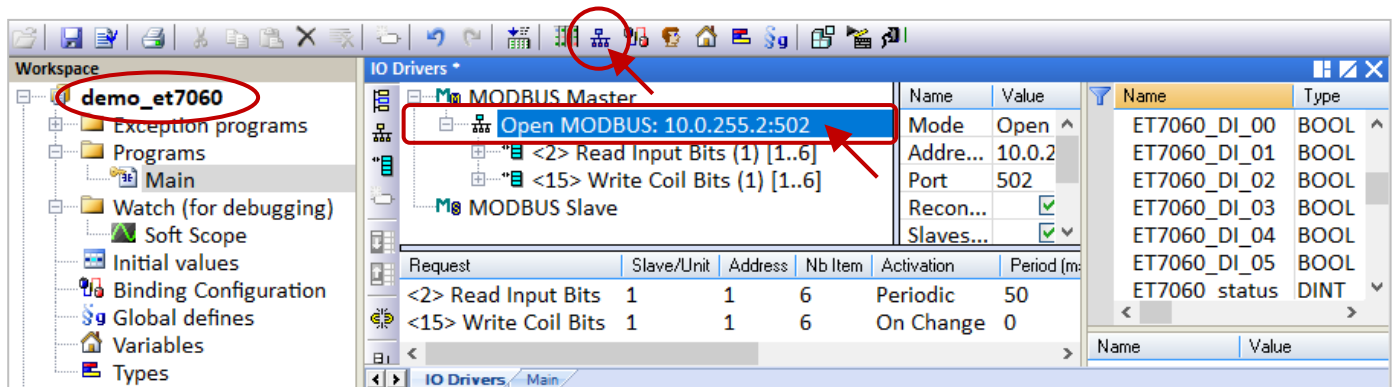 Workspace
demo_et7060
Exception programs
Programs
Main
Watch (for debugging)
Soft Scope
Initial values
Binding Configuration
Global defines
Variables
Types
IO Drivers *
MODBUS Master
Open MODBUS: 10.0.255.2:502
<2> Read Input Bits (1) [1..6]
<15> Write Coil Bits (1) [1..6]
MODBUS Slave
Name Value
Mode Open
Addre... 10.0.2
Port 502
Recon...
Slaves...
Request Slave/Unit Address Nb Item Activation Period (m
<2> Read Input Bits 1 1 6 Periodic 50
<15> Write Coil Bits 1 1 6 On Change 0
IO Drivers Main
Name Type
ET7060_DI_00 BOOL
ET7060_DI_01 BOOL
ET7060_DI_02 BOOL
ET7060_DI_03 BOOL
ET7060_DI_04 BOOL
ET7060_DI_05 BOOL
ET7060_status DINT
Name Value